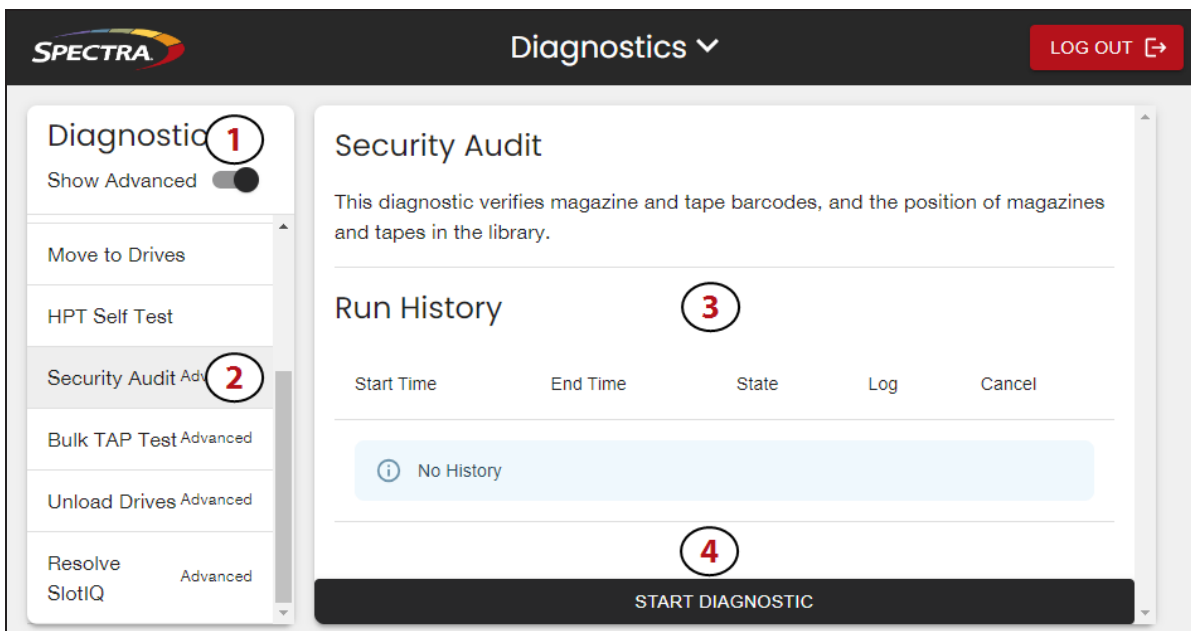 SPECTRA
Diagnostics
LOG OUT
Diagnostic
1
Show Advanced
Move to Drives
HPT Self Test
Security Audit Adv
2
Bulk TAP Test Advanced
Unload Drives Advanced
Resolve
SlotIQ
Advanced
Security Audit
This diagnostic verifies magazine and tape barcodes, and the position of magazines
and tapes in the library.
Run History
3
Start Time End Time State Log Cancel
No History
4
START DIAGNOSTIC